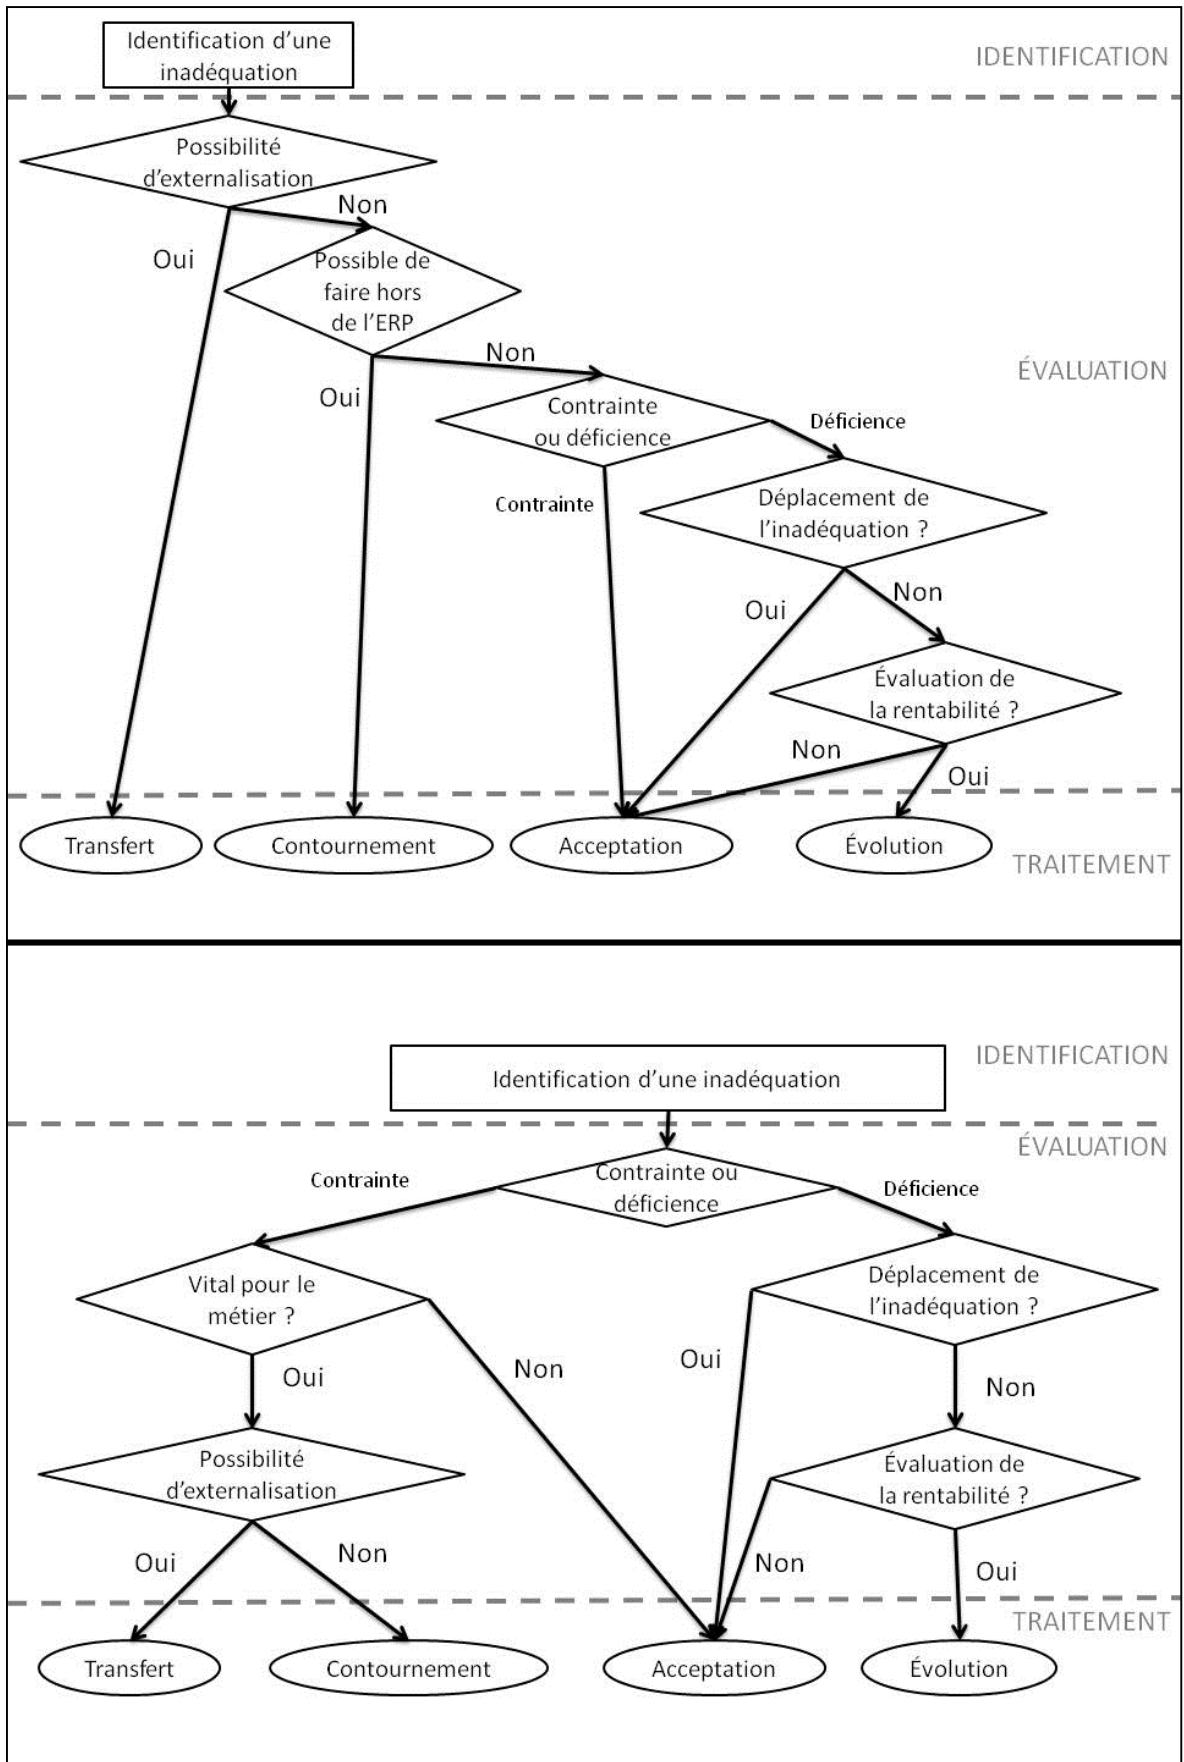 Identification d'une
inadéquation
IDENTIFICATION
Possibilité
d'externalisation
Non
Oui
Possible de
faire hors
de l'ERP
Non
ÉVALUATION
Oui
Contrainte
ou déficience
Déficience
Contrainte
Déplacement de
l'inadéquation ?
Non
Oui
Évaluation de
la rentabilité ?
Non
Oui
Transfert
Contournement
Acceptation
Évolution
TRAITEMENT
IDENTIFICATION
Identification d'une inadéquation
ÉVALUATION
Contrainte
Contrainte ou
déficience
Déficience
Vital pour le
métier ?
Déplacement de
l'inadéquation ?
Oui
Non
Oui
Non
Possibilité
d'externalisation
Évaluation de
la rentabilité ?
Oui
Non
Non
Oui
TRAITEMENT
Transfert
Contournement
Acceptation
Évolution